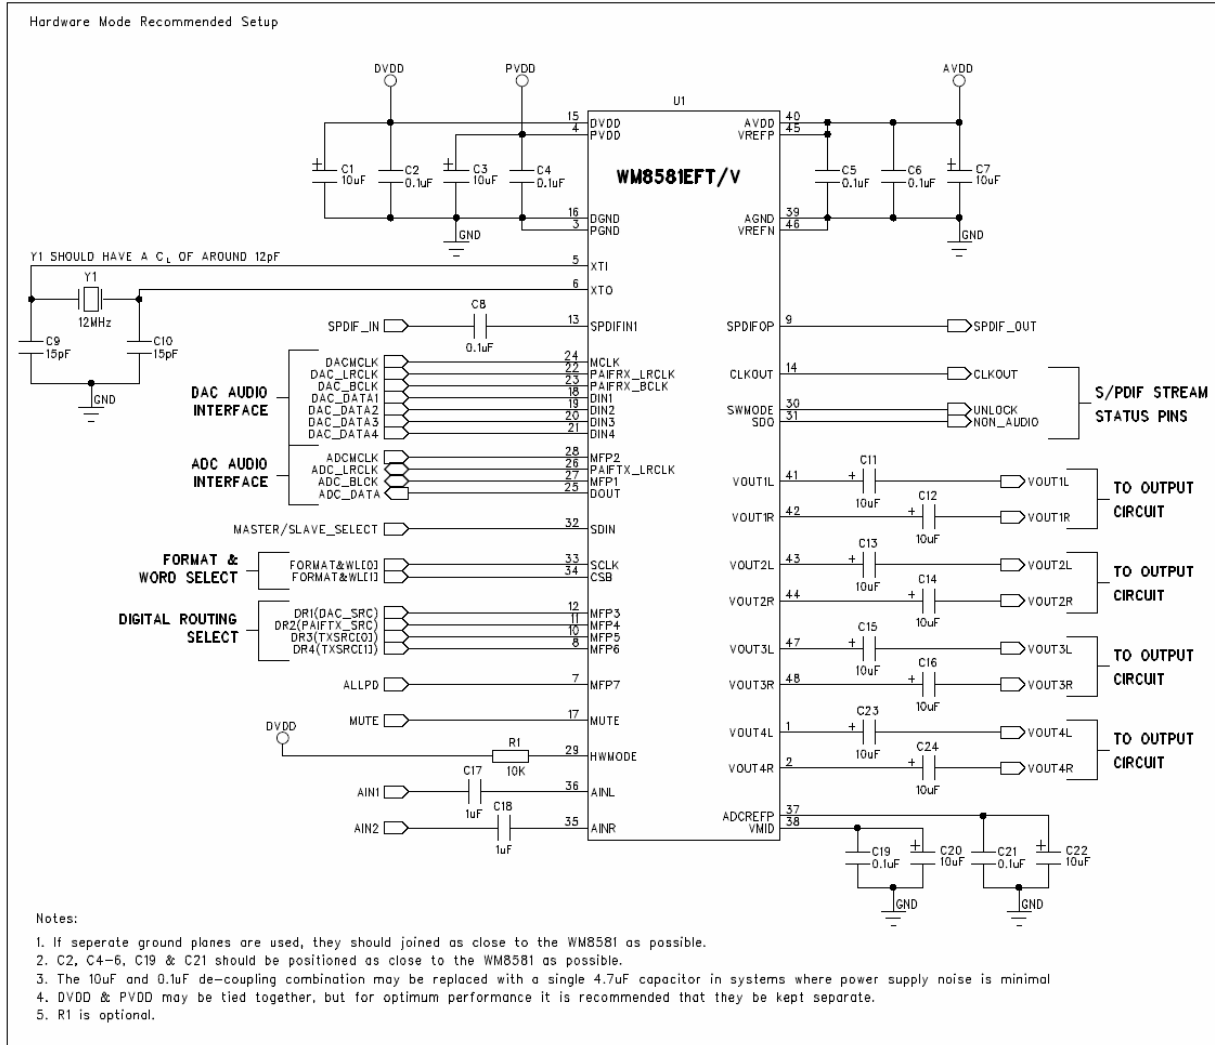 Hardware Mode Recommended Setup
DVDD
PVDD
AVDD
U1
WM8581EFT/V
15
DVDD
4
PVDD
AVDD
40
VREFP
45
+
C1
10uF
C2
0.1uF
+
C3
10uF
C4
0.1uF
C5
0.1uF
C6
0.1uF
+
C7
10uF
16
DGND
3
PGND
AGND
39
VREFN
46
GND
GND
Y1 SHOULD HAVE A CL OF AROUND 12pF
5
XTI
Y1
12MHz
6
XTO
C9
15pF
C10
15pF
GND
SPDIF_IN
C8
0.1uF
13
SPDIFIN1
SPDIFOP
9
SPDIF_OUT
DAC AUDIO
INTERFACE
DACMCLK
24
MCLK
DAC_LRCLK
22
PAIFRX_LRCLK
DAC_BCLK
23
PAIFRX_BCLK
DAC_DATA1
18
DIN1
DAC_DATA2
19
DIN2
DAC_DATA3
20
DIN3
DAC_DATA4
21
DIN4
CLKOUT
14
CLKOUT
SWMODE
30
UNLOCK
SDO
31
NON_AUDIO
S/PDIF STREAM
STATUS PINS
ADC AUDIO
INTERFACE
ADCMCLK
28
MFP2
ADC_LRCLK
26
PAIFTX_LRCLK
ADC_BLCK
27
MFP1
ADC_DATA
25
DOUT
MASTER/SLAVE_SELECT
32
SDIN
FORMAT &
WORD SELECT
FORMAT&WL[0]
33
SCLK
FORMAT&WL[1]
34
CSB
DIGITAL ROUTING
SELECT
DR1(DAC_SRC)
12
MFP3
DR2(PAIFTX_SRC)
11
MFP4
DR3(TXSRC[0])
10
MFP5
DR4(TXSRC[1])
8
MFP6
ALLPD
7
MFP7
MUTE
17
MUTE
DVDD
R1
10K
29
HWMODE
AIN1
C17
1uF
36
AINL
AIN2
C18
1uF
35
AINR
VOUT1L
41
+
C11
10uF
VOUT1L
VOUT1R
42
+
C12
10uF
VOUT1R
TO OUTPUT
CIRCUIT
VOUT2L
43
+
C13
10uF
VOUT2L
VOUT2R
44
+
C14
10uF
VOUT2R
TO OUTPUT
CIRCUIT
VOUT3L
47
+
C15
10uF
VOUT3L
VOUT3R
48
+
C16
10uF
VOUT3R
TO OUTPUT
CIRCUIT
VOUT4L
1
+
C23
10uF
VOUT4L
VOUT4R
2
+
C24
10uF
VOUT4R
TO OUTPUT
CIRCUIT
ADCREFP
37
VMID
38
C19
0.1uF
+
C20
10uF
C21
0.1uF
+
C22
10uF
GND
GND
Notes:
1. If seperate ground planes are used, they should joined as close to the WM8581 as possible.
2. C2, C4-6, C19 & C21 should be positioned as close to the WM8581 as possible.
3. The 10uF and 0.1uF de-coupling combination may be replaced with a single 4.7uF capacitor in systems where power supply noise is minimal
4. DVDD & PVDD may be tied together, but for optimum performance it is recommended that they be kept separate.
5. R1 is optional.